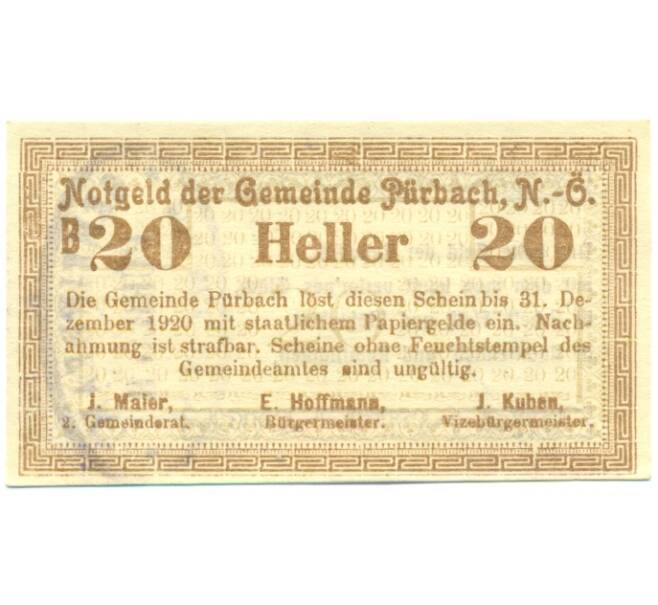 Notgeld der Gemeinde Pürbach, N.-Ö.
B 20 Heller 20
Die Gemeinde Pürbach löst diesen Schein bis 31. De-
zember 1920 mit staatlichem Papiergelde ein. Nach-
ahmung ist strafbar. Scheine ohne Feuchtstempel des
Gemeindeamtes sind ungültig.
J. Maier, E. Hoffmann, J. Kuben,
2. Gemeinderat. Bürgermeister. Vizebürgermeister.